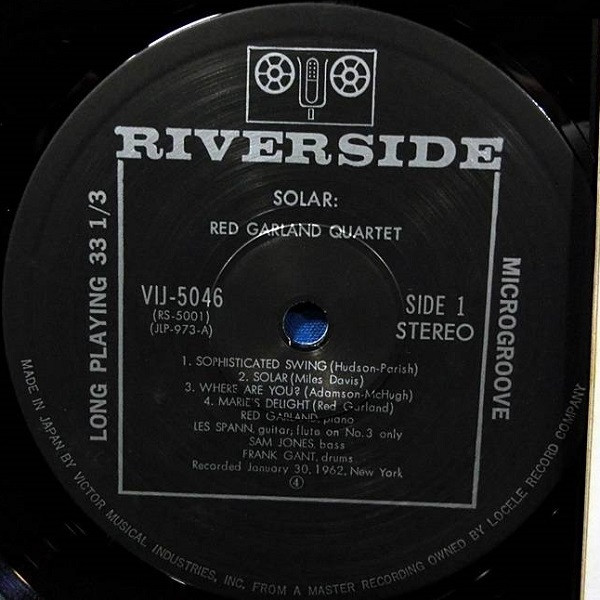 RIVERSIDE
SOLAR:
RED GARLAND QUARTET
LONG PLAYING 33 1/3
MICROGROOVE
VIJ-5046
(RS-5001)
(JLP-973-A)
SIDE 1
STEREO
1. SOPHISTICATED SWING (Hudson-Parish)
2. SOLAR (Miles Davis)
3. WHERE ARE YOU? (Adamson-McHugh)
4. MARIE'S DELIGHT (Red Garland)
RED GARLAND, piano
LES SPANN, guitar; flute on No. 3 only
SAM JONES, bass
FRANK GANT, drums
Recorded January 30, 1962, New York
④
MADE IN JAPAN BY VICTOR MUSICAL INDUSTRIES, INC. FROM A MASTER RECORDING OWNED BY LOCELE RECORD COMPANY